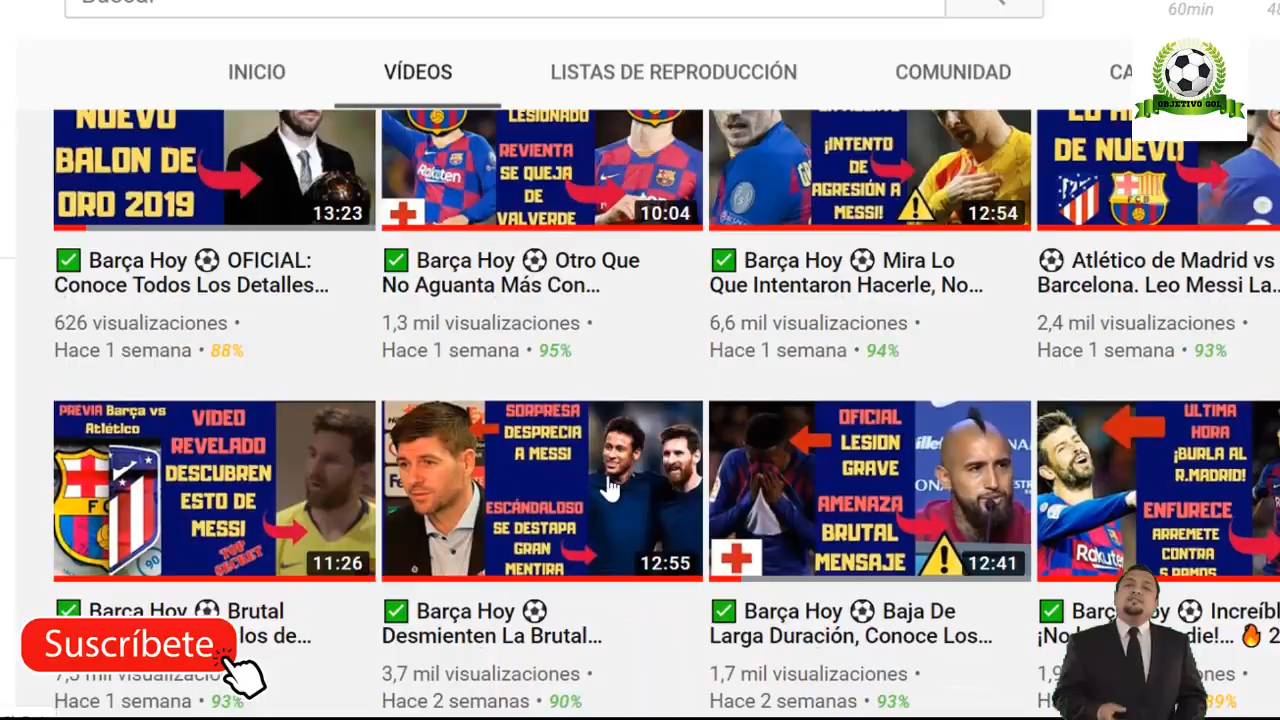 60min
INICIO
VÍDEOS
LISTAS DE REPRODUCCIÓN
COMUNIDAD
OBJETIVO GOL
NUEVO
BALON DE
ORO 2019
13:23
LESIONADO
REVIENTA
SE QUEJA
DE
VALVERDE
Rakuten
10:04
¡INTENTO
DE
AGRESIÓN A
MESSI!
12:54
DE NUEVO
FCB
✅ Barça Hoy ⚽ OFICIAL:
Conoce Todos Los Detalles...
626 visualizaciones •
Hace 1 semana • 88%
✅ Barça Hoy ⚽ Otro Que
No Aguanta Más Con...
1,3 mil visualizaciones •
Hace 1 semana • 95%
✅ Barça Hoy ⚽ Mira Lo
Que Intentaron Hacerle, No...
6,6 mil visualizaciones •
Hace 1 semana • 94%
⚽ Atlético de Madrid vs
Barcelona. Leo Messi La...
2,4 mil visualizaciones •
Hace 1 semana • 93%
PREVIA Barça vs
Atlético
VIDEO
REVELADO
DESCUBREN
ESTO DE
MESSI
TOP
SECRET
90
11:26
SORPRESA
DESPRECIA
A MESSI
ESCÁNDALOSO
SE DESTAPA
GRAN
MENTIRA
12:55
OFICIAL
LESION
GRAVE
AMENAZA
BRUTAL
MENSAJE
12:41
ULTIMA
HORA
¡BURLA AL
R.MADRID!
ENFURECE
ARREMETE
CONTRA
S.RAMOS
Rakuten
✅ Barça Hoy ⚽ Brutal
los de...
Hace 1 semana • 93%
✅ Barça Hoy ⚽
Desmienten La Brutal...
3,7 mil visualizaciones •
Hace 2 semanas • 90%
✅ Barça Hoy ⚽ Baja De
Larga Duración, Conoce Los...
1,7 mil visualizaciones •
Hace 2 semanas • 93%
89%
Suscríbete